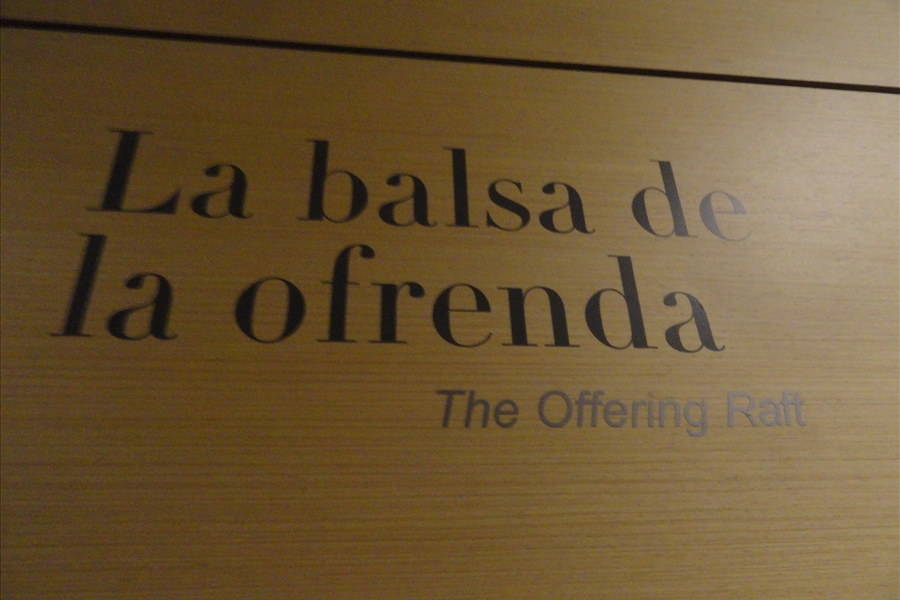 La balsa de
la ofrenda
The Offering Raft